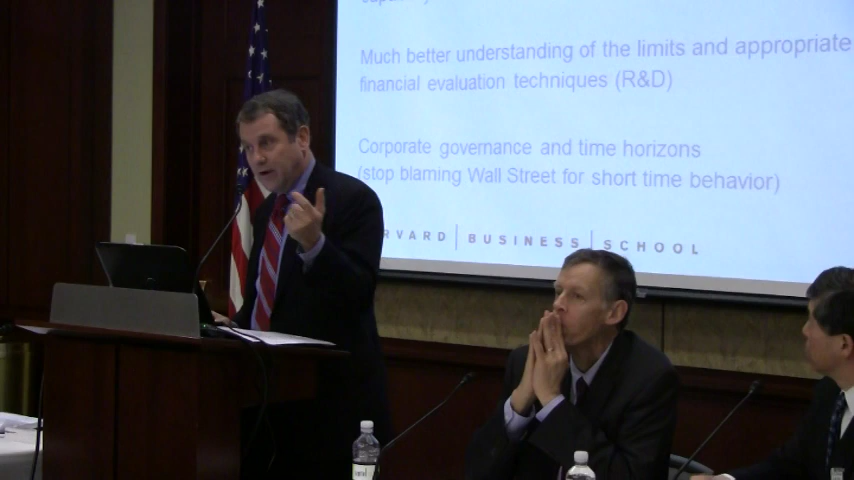 Much better understanding of the limits and appropriate
financial evaluation techniques (R&D)
Corporate governance and time horizons
(stop blaming Wall Street for short time behavior)
RVARD | BUSINESS | SCHOOL